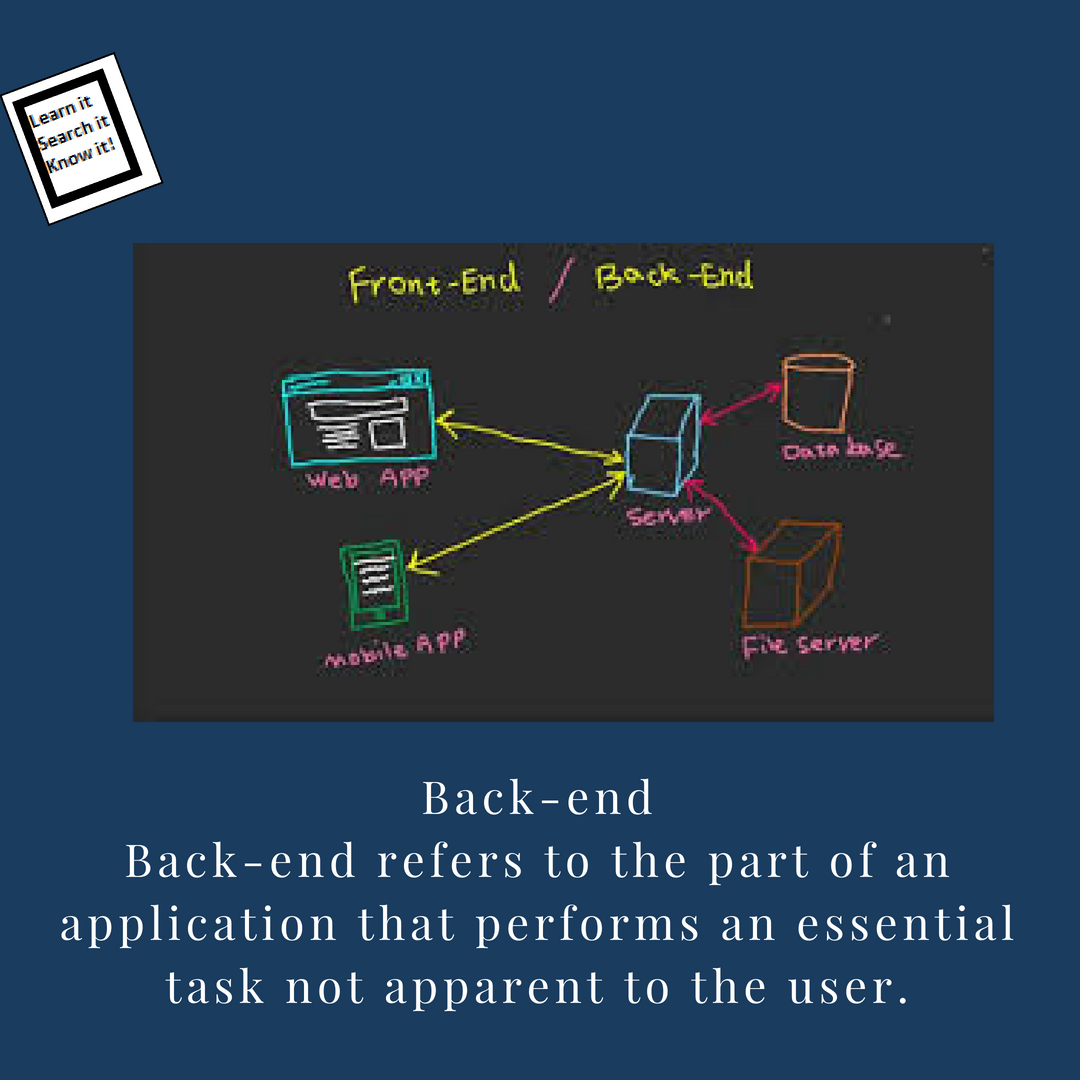 Learn it
Search it
Know it!
Front-End / Back-End
Web App
Database
Server
Mobile App
File Server
Back-end
Back-end refers to the part of an
application that performs an essential
task not apparent to the user.